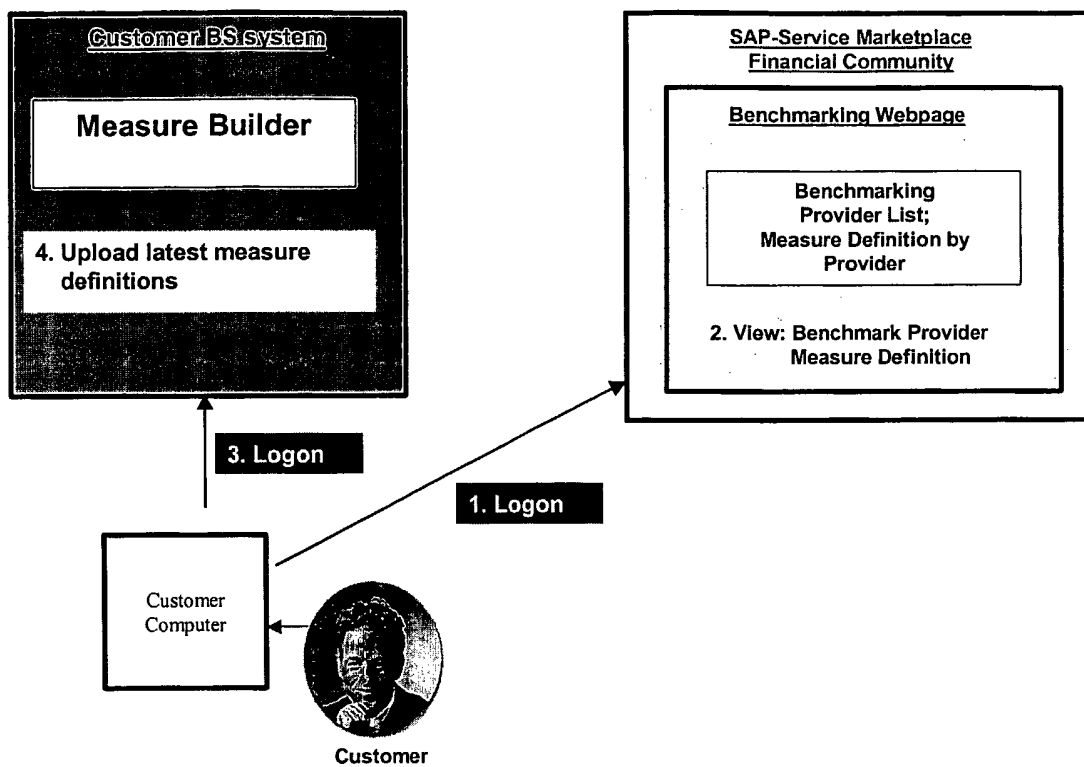 Customer BS system
Measure Builder
4. Upload latest measure
definitions
SAP-Service Marketplace
Financial Community
Benchmarking Webpage
Benchmarking
Provider List;
Measure Definition by
Provider
2. View: Benchmark Provider
Measure Definition
3. Logon
1. Logon
Customer
Computer
Customer